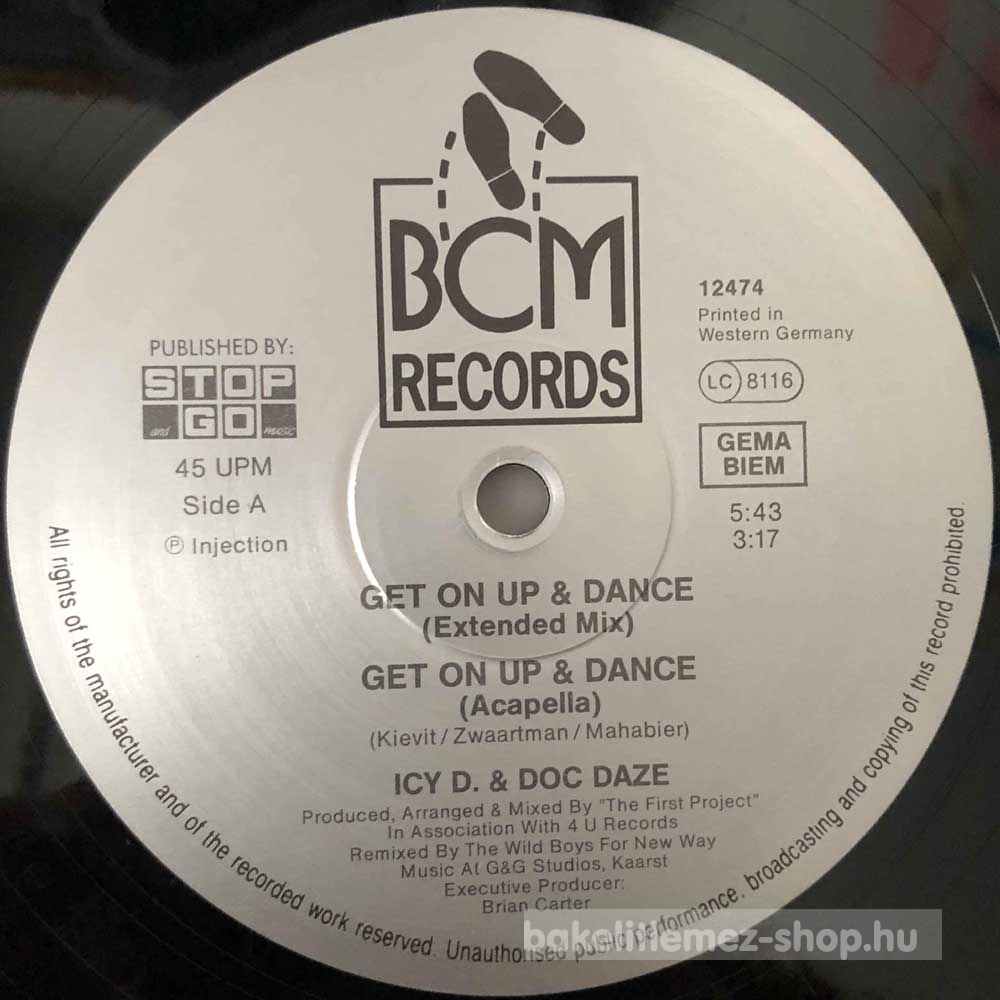 BCM
RECORDS
12474
Printed in
Western Germany
LC 8116
GEMA
BIEM
5:43
3:17
PUBLISHED BY:
STOP
and GO music
45 UPM
Side A
Ⓟ Injection
GET ON UP & DANCE
(Extended Mix)
GET ON UP & DANCE
(Acapella)
(Kievit/Zwaartman/Mahabier)
ICY D. & DOC DAZE
Produced, Arranged & Mixed By "The First Project"
In Association With 4 U Records
Remixed By The Wild Boys For New Way
Music At G&G Studios, Kaarst
Executive Producer:
Brian Carter
All rights of the manufacturer and of the recorded work reserved. Unauthorised public performance, broadcasting and copying of this record prohibited.
bakelitlemez-shop.hu